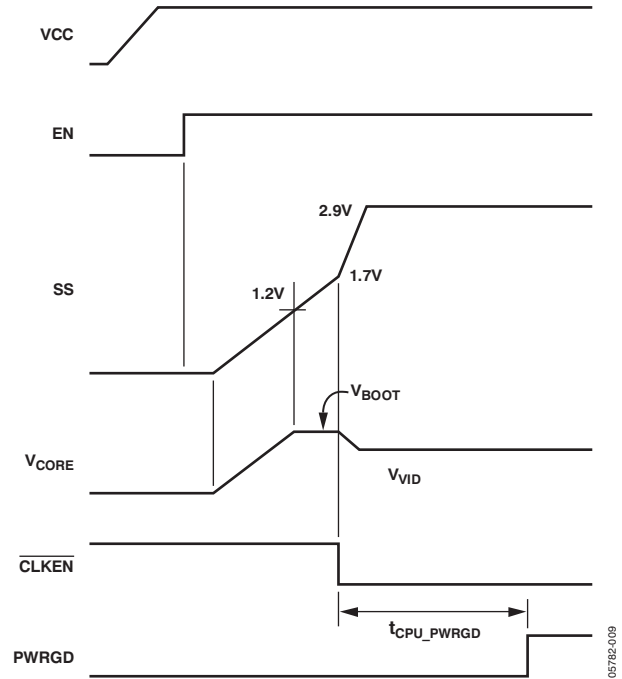 VCC
EN
2.9V
1.7V
SS
1.2V
VBOOT
VCORE
VVID
CLKEN
tCPU_PWRGD
PWRGD
05782-009